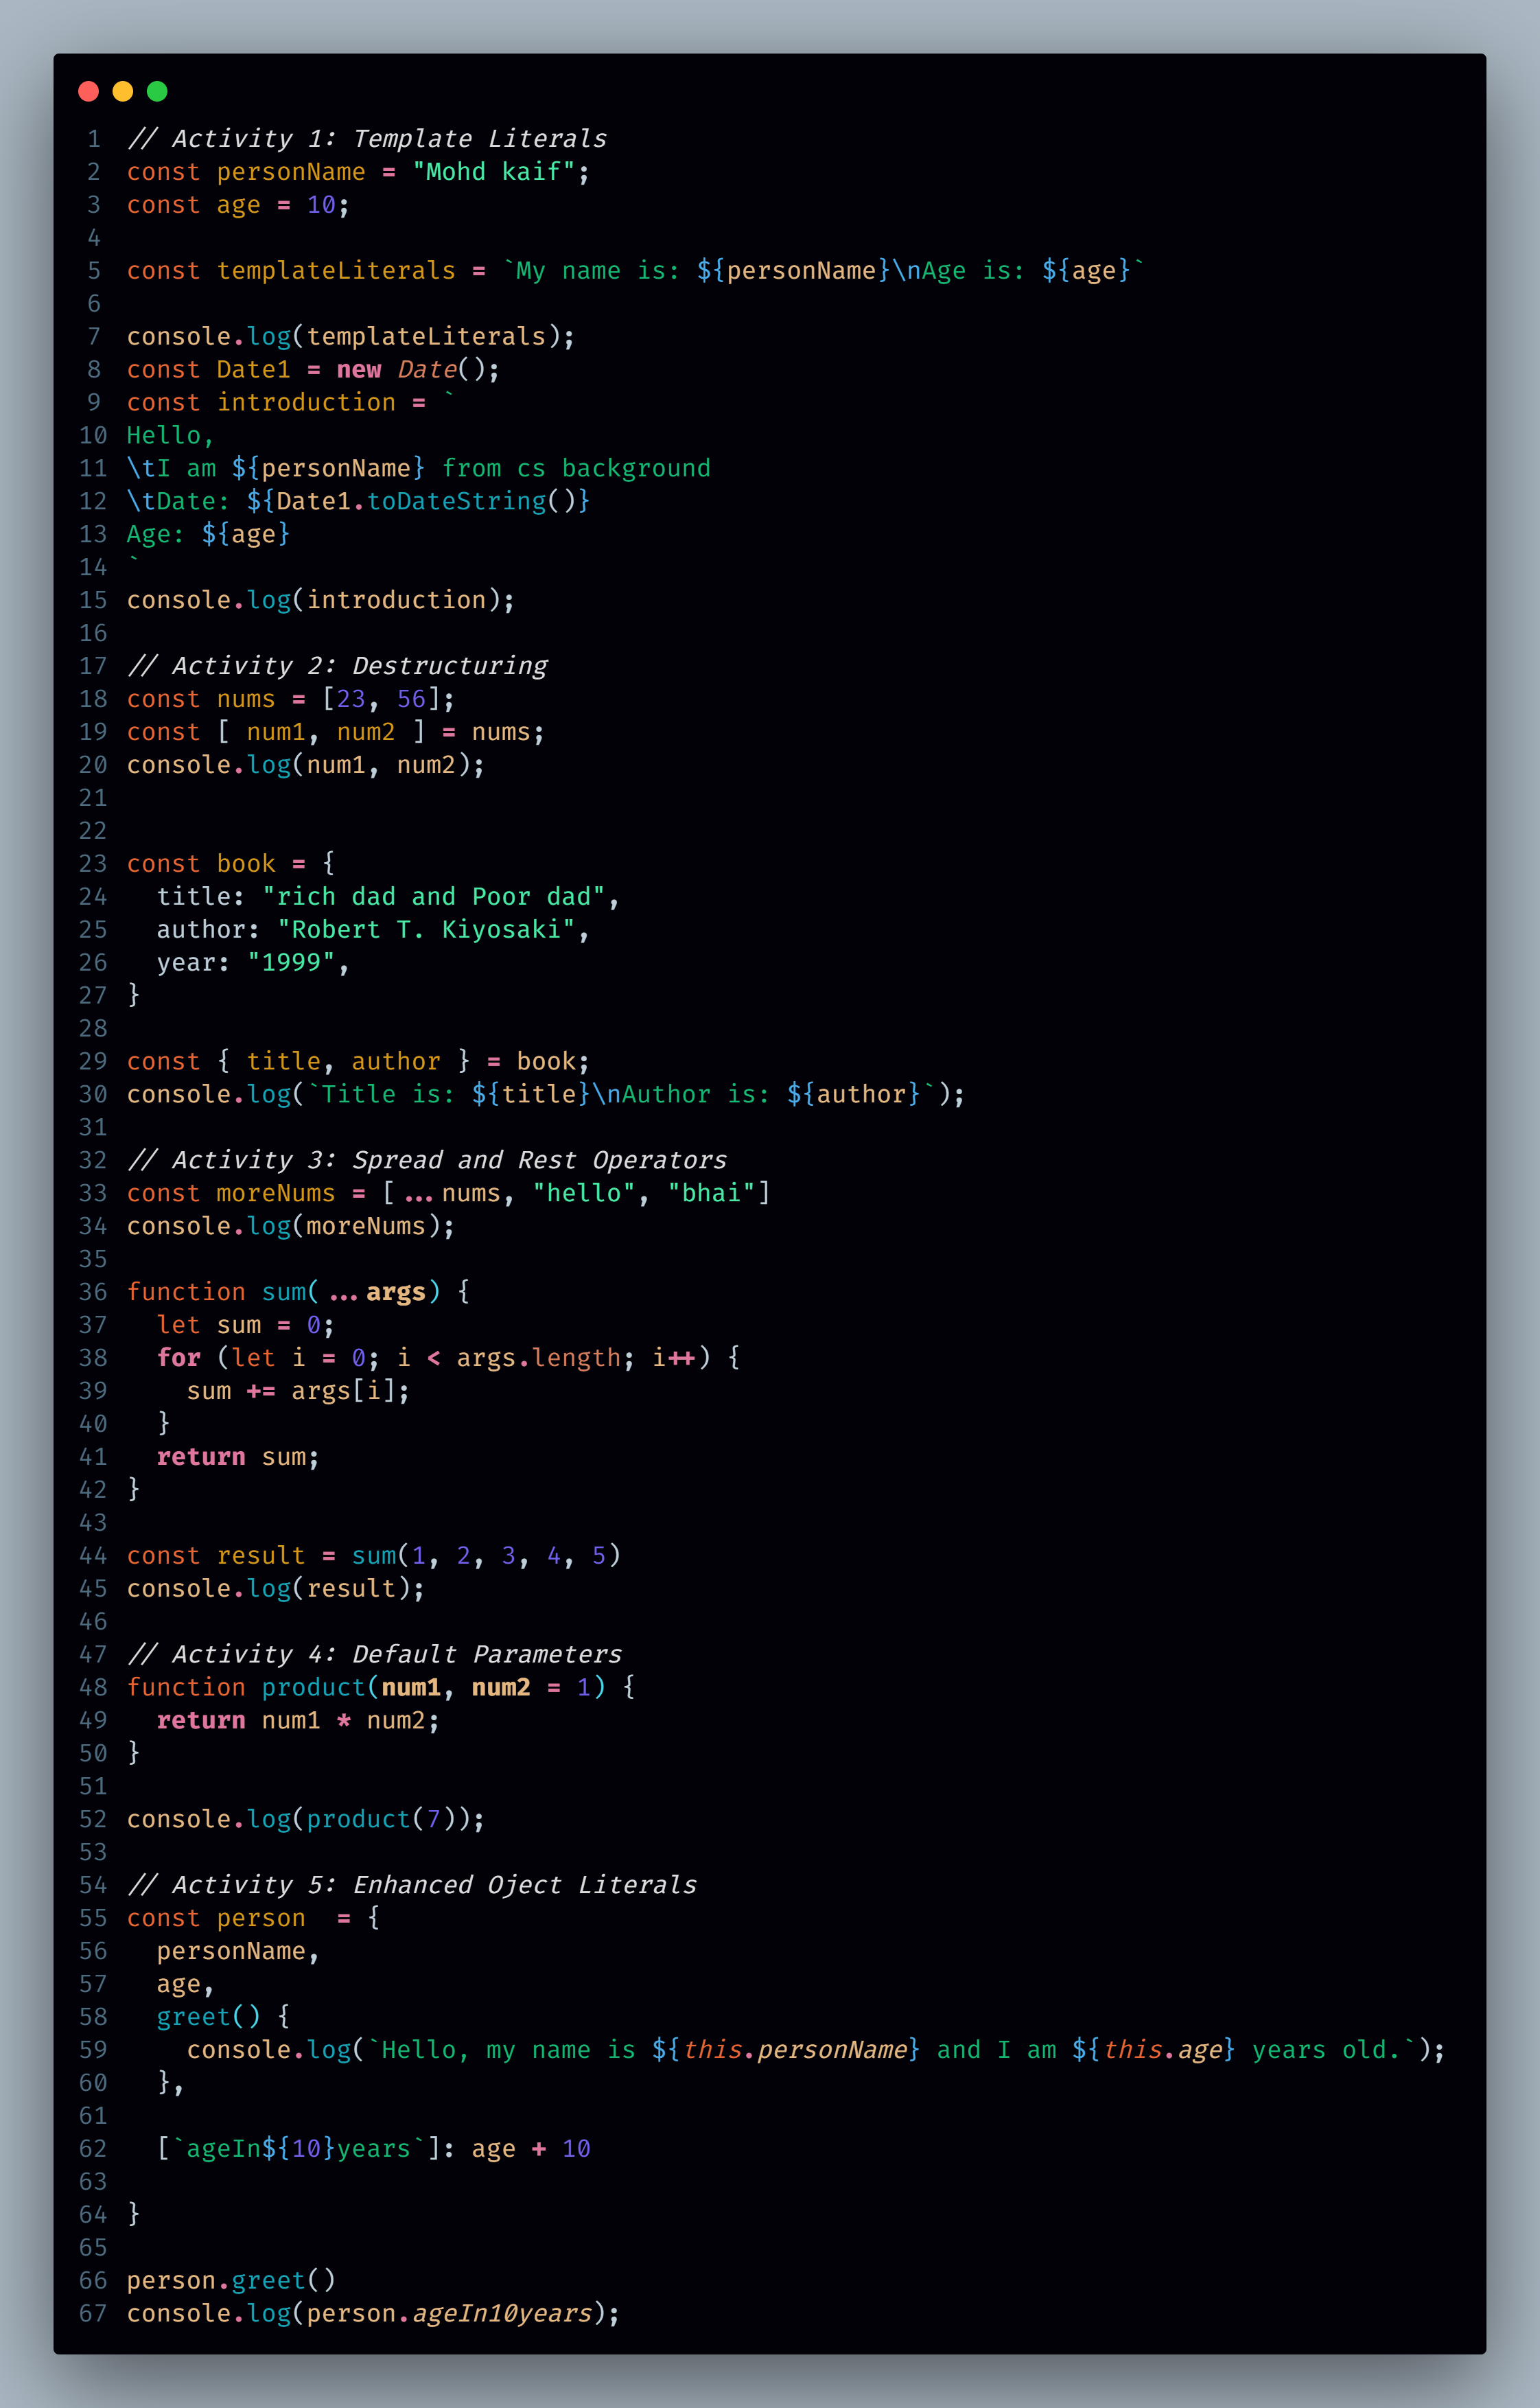 1 // Activity 1: Template Literals
2 const personName = "Mohd kaif";
3 const age = 10;
4
5 const templateLiterals = `My name is: ${personName}\nAge is: ${age}`
6
7 console.log(templateLiterals);
8 const Date1 = new Date();
9 const introduction = `
10 Hello,
11 \tI am ${personName} from cs background
12 \tDate: ${Date1.toDateString()}
13 Age: ${age}
14 `
15 console.log(introduction);
16
17 // Activity 2: Destructuring
18 const nums = [23, 56];
19 const [ num1, num2 ] = nums;
20 console.log(num1, num2);
21
22
23 const book = {
24   title: "rich dad and Poor dad",
25   author: "Robert T. Kiyosaki",
26   year: "1999",
27 }
28
29 const { title, author } = book;
30 console.log(`Title is: ${title}\nAuthor is: ${author}`);
31
32 // Activity 3: Spread and Rest Operators
33 const moreNums = [...nums, "hello", "bhai"]
34 console.log(moreNums);
35
36 function sum(...args) {
37   let sum = 0;
38   for (let i = 0; i < args.length; i++) {
39     sum += args[i];
40   }
41   return sum;
42 }
43
44 const result = sum(1, 2, 3, 4, 5)
45 console.log(result);
46
47 // Activity 4: Default Parameters
48 function product(num1, num2 = 1) {
49   return num1 * num2;
50 }
51
52 console.log(product(7));
53
54 // Activity 5: Enhanced Oject Literals
55 const person  = {
56   personName,
57   age,
58   greet() {
59     console.log(`Hello, my name is ${this.personName} and I am ${this.age} years old.`);
60   },
61
62   [`ageIn${10}years`]: age + 10
63
64 }
65
66 person.greet()
67 console.log(person.ageIn10years);